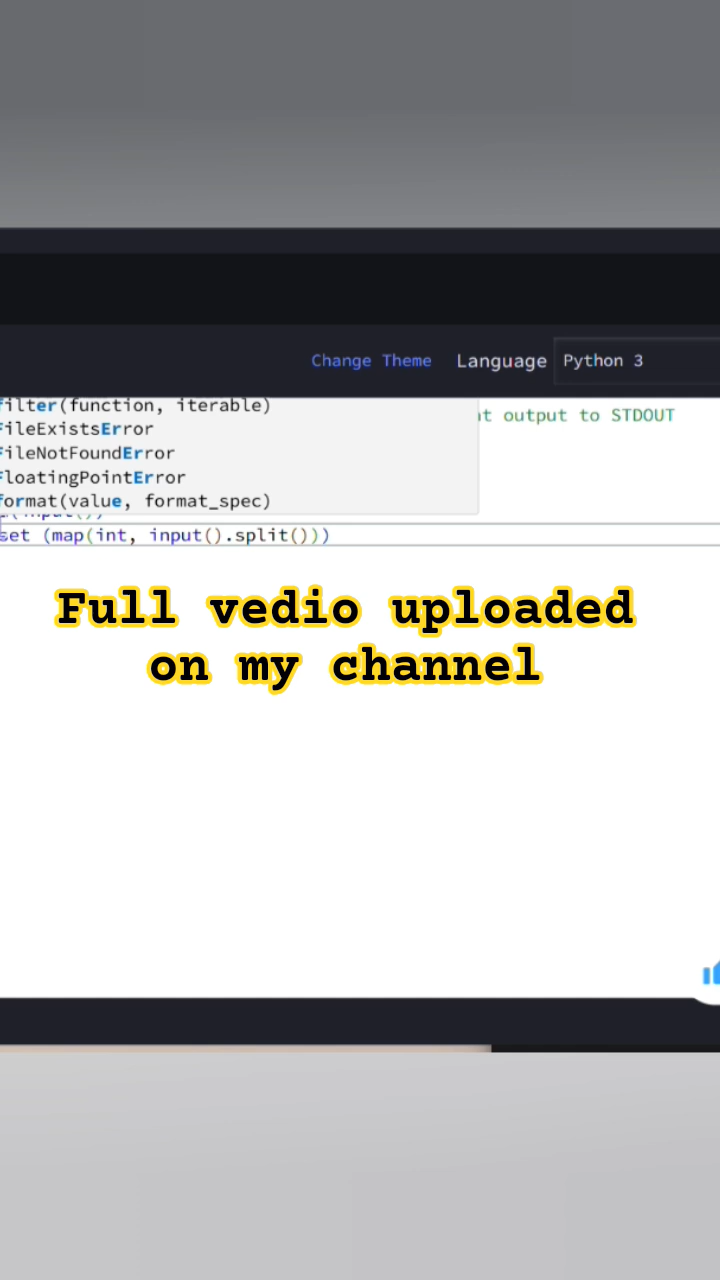 Change Theme Language Python 3
filter(function, iterable)
output to STDOUT
FileExistsError
FileNotFoundError
FloatingPointError
format(value, format_spec)
set (map(int, input().split()))
Full vedio uploaded
on my channel